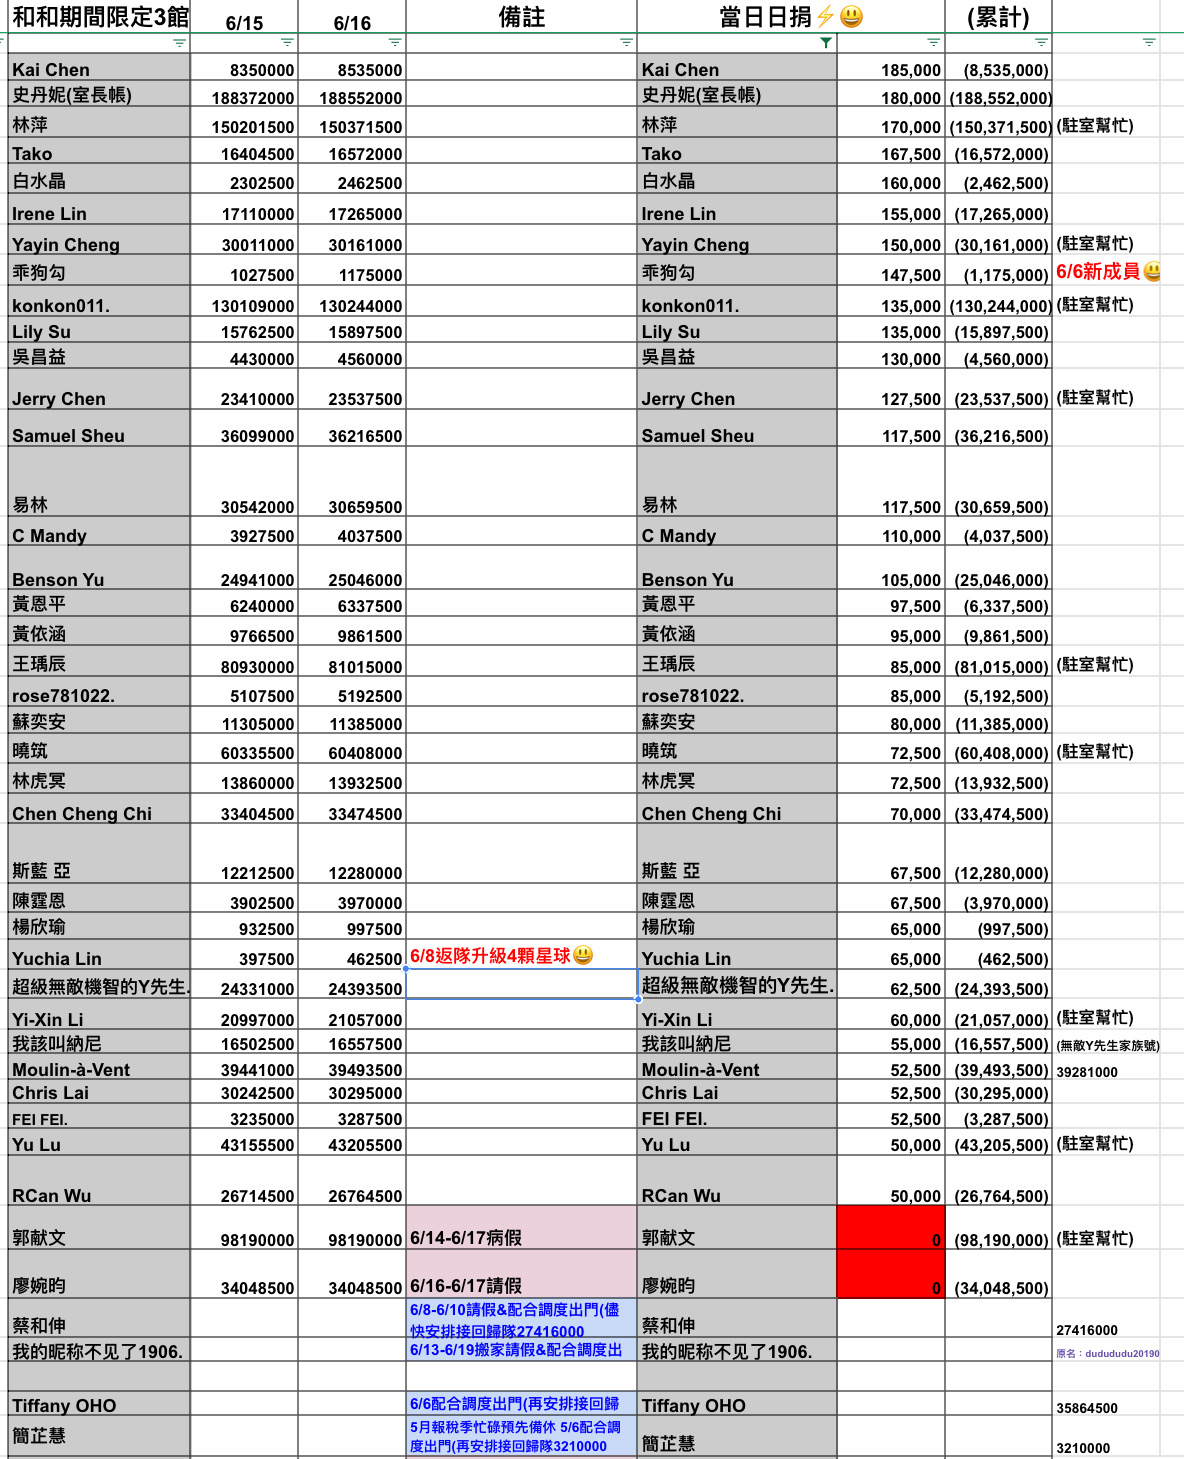 和和期間限定3館 6/15 6/16 備註 當日日捐⚡😃 (累計)
Kai Chen 8350000 8535000 Kai Chen 185,000 (8,535,000)
史丹妮(室長帳) 188372000 188552000 史丹妮(室長帳) 180,000 (188,552,000)
林萍 150201500 150371500 林萍 170,000 (150,371,500) (駐室幫忙)
Tako 16404500 16572000 Tako 167,500 (16,572,000)
白水晶 2302500 2462500 白水晶 160,000 (2,462,500)
Irene Lin 17110000 17265000 Irene Lin 155,000 (17,265,000)
Yayin Cheng 30011000 30161000 Yayin Cheng 150,000 (30,161,000) (駐室幫忙)
乖狗勾 1027500 1175000 乖狗勾 147,500 (1,175,000) 6/6新成員😃
konkon011. 130109000 130244000 konkon011. 135,000 (130,244,000) (駐室幫忙)
Lily Su 15762500 15897500 Lily Su 135,000 (15,897,500)
吳昌益 4430000 4560000 吳昌益 130,000 (4,560,000)
Jerry Chen 23410000 23537500 Jerry Chen 127,500 (23,537,500) (駐室幫忙)
Samuel Sheu 36099000 36216500 Samuel Sheu 117,500 (36,216,500)
易林 30542000 30659500 易林 117,500 (30,659,500)
C Mandy 3927500 4037500 C Mandy 110,000 (4,037,500)
Benson Yu 24941000 25046000 Benson Yu 105,000 (25,046,000)
黃恩平 6240000 6337500 黃恩平 97,500 (6,337,500)
黃依涵 9766500 9861500 黃依涵 95,000 (9,861,500)
王瑀辰 80930000 81015000 王瑀辰 85,000 (81,015,000) (駐室幫忙)
rose781022. 5107500 5192500 rose781022. 85,000 (5,192,500)
蘇奕安 11305000 11385000 蘇奕安 80,000 (11,385,000)
曉筑 60335500 60408000 曉筑 72,500 (60,408,000) (駐室幫忙)
林虎冥 13860000 13932500 林虎冥 72,500 (13,932,500)
Chen Cheng Chi 33404500 33474500 Chen Cheng Chi 70,000 (33,474,500)
斯藍 亞 12212500 12280000 斯藍 亞 67,500 (12,280,000)
陳霆恩 3902500 3970000 陳霆恩 67,500 (3,970,000)
楊欣瑜 932500 997500 楊欣瑜 65,000 (997,500)
Yuchia Lin 397500 462500 6/8返隊升級4顆星球😃 Yuchia Lin 65,000 (462,500)
超級無敵機智的Y先生. 24331000 24393500 超級無敵機智的Y先生. 62,500 (24,393,500)
Yi-Xin Li 20997000 21057000 Yi-Xin Li 60,000 (21,057,000) (駐室幫忙)
我該叫納尼 16502500 16557500 我該叫納尼 55,000 (16,557,500) (無敵Y先生家族號)
Moulin-à-Vent 39441000 39493500 Moulin-à-Vent 52,500 (39,493,500) 39281000
Chris Lai 30242500 30295000 Chris Lai 52,500 (30,295,000)
FEI FEI. 3235000 3287500 FEI FEI. 52,500 (3,287,500)
Yu Lu 43155500 43205500 Yu Lu 50,000 (43,205,500) (駐室幫忙)
RCan Wu 26714500 26764500 RCan Wu 50,000 (26,764,500)
郭献文 98190000 98190000 6/14-6/17病假 郭献文 0 (98,190,000) (駐室幫忙)
廖婉昀 34048500 34048500 6/16-6/17請假 廖婉昀 0 (34,048,500)
6/8-6/10請假&配合調度出門(儘
蔡和伸 快安排接回歸隊27416000 蔡和伸 27416000
我的昵称不见了1906. 6/13-6/19搬家請假&配合調度出 我的昵称不见了1906. 原名：dudududu20190
Tiffany OHO 6/6配合調度出門(再安排接回歸 Tiffany OHO 35864500
5月報稅季忙碌預先備休 5/6配合調
簡芷慧 度出門(再安排接回歸隊3210000 簡芷慧 3210000